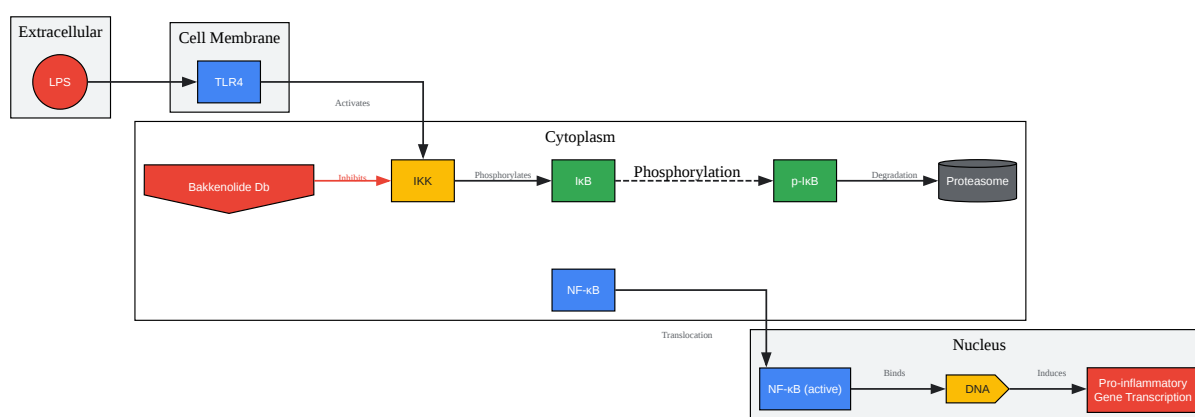 Extracellular
LPS
Cell Membrane
TLR4
Activates
Cytoplasm
Bakkenolide Db
Inhibits
IKK
Phosphorylates
IκB
Phosphorylation
p-IκB
Degradation
Proteasome
NF-κB
Translocation
Nucleus
NF-κB (active)
Binds
DNA
Induces
Pro-inflammatory
Gene Transcription